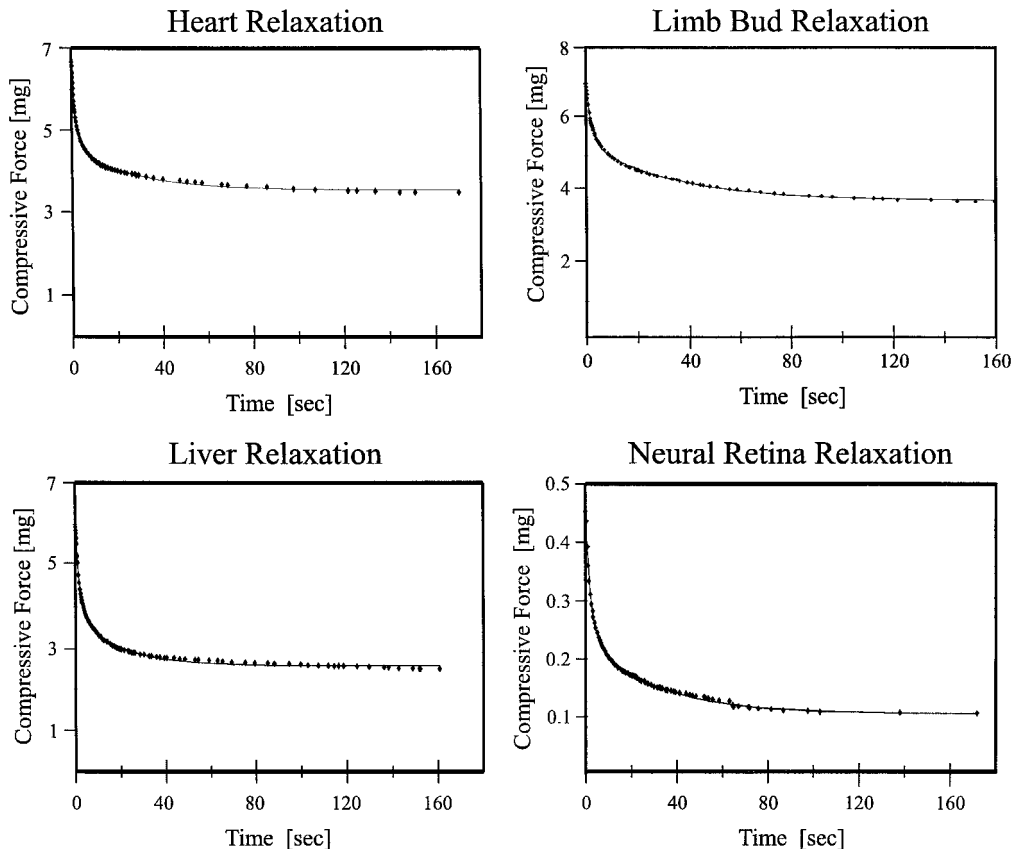 Heart Relaxation
Compressive Force [mg]
7
5
3
1
0 40 80 120 160
Time [sec]
Limb Bud Relaxation
Compressive Force [mg]
8
6
4
2
0 40 80 120 160
Time [sec]
Liver Relaxation
Compressive Force [mg]
7
5
3
1
0 40 80 120 160
Time [sec]
Neural Retina Relaxation
Compressive Force [mg]
0.5
0.4
0.3
0.2
0.1
0 40 80 120 160
Time [sec]